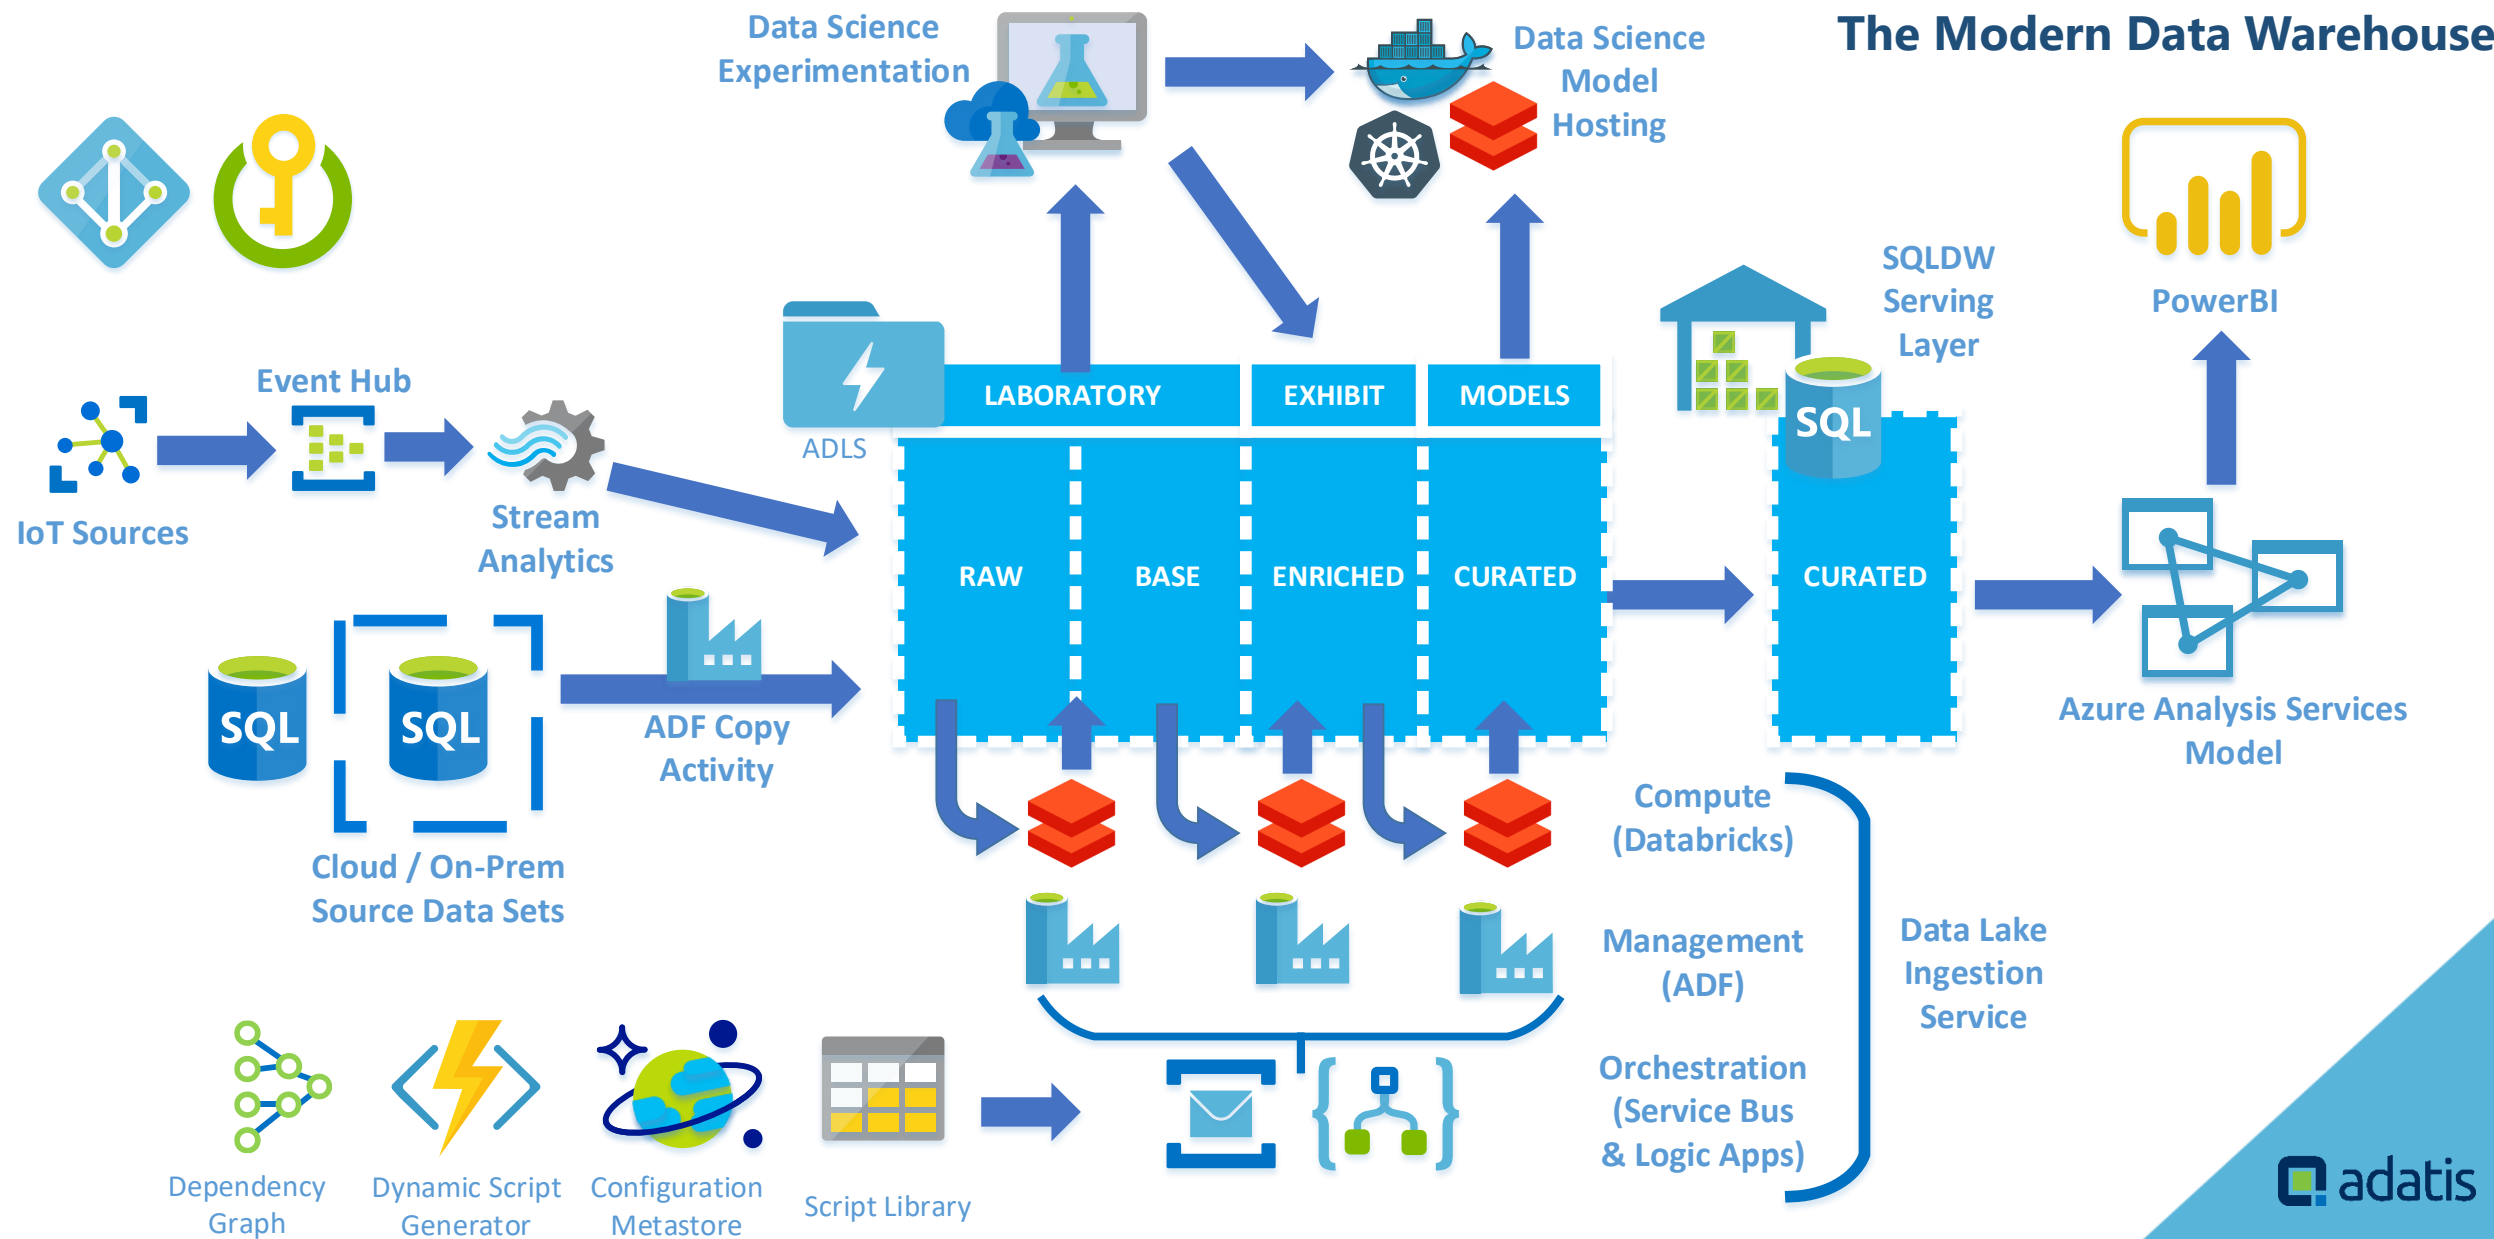 The Modern Data Warehouse
Data Science
Experimentation
Data Science
Model
Hosting
SQLDW
Serving
Layer
PowerBI
IoT Sources
Event Hub
Stream
Analytics
ADLS
LABORATORY
EXHIBIT
MODELS
RAW
BASE
ENRICHED
CURATED
SQL
CURATED
Azure Analysis Services
Model
SQL
SQL
Cloud / On-Prem
Source Data Sets
ADF Copy
Activity
Compute
(Databricks)
Management
(ADF)
Orchestration
(Service Bus
& Logic Apps)
Data Lake
Ingestion
Service
Dependency
Graph
Dynamic Script
Generator
Configuration
Metastore
Script Library
adatis